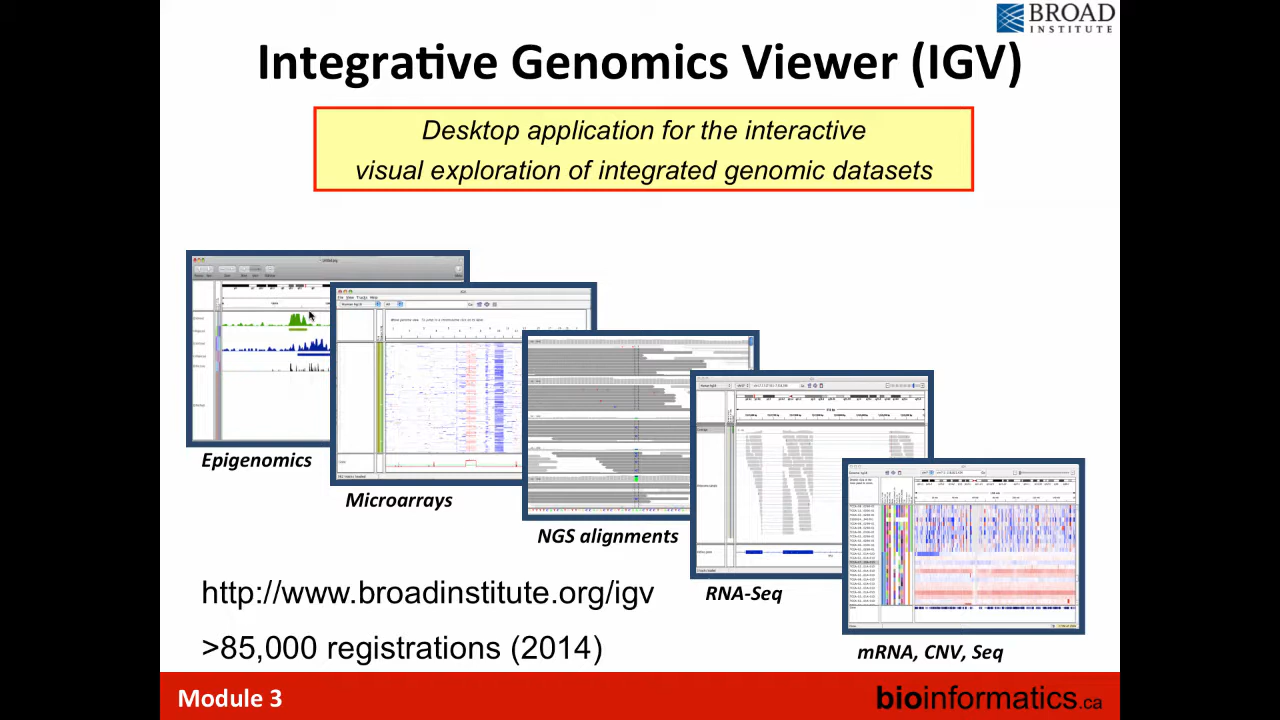 BROAD
INSTITUTE
Integrative Genomics Viewer (IGV)
Desktop application for the interactive
visual exploration of integrated genomic datasets
Epigenomics
Microarrays
NGS alignments
RNA-Seq
mRNA, CNV, Seq
http://www.broadinstitute.org/igv
>85,000 registrations (2014)
Module 3
bioinformatics.ca